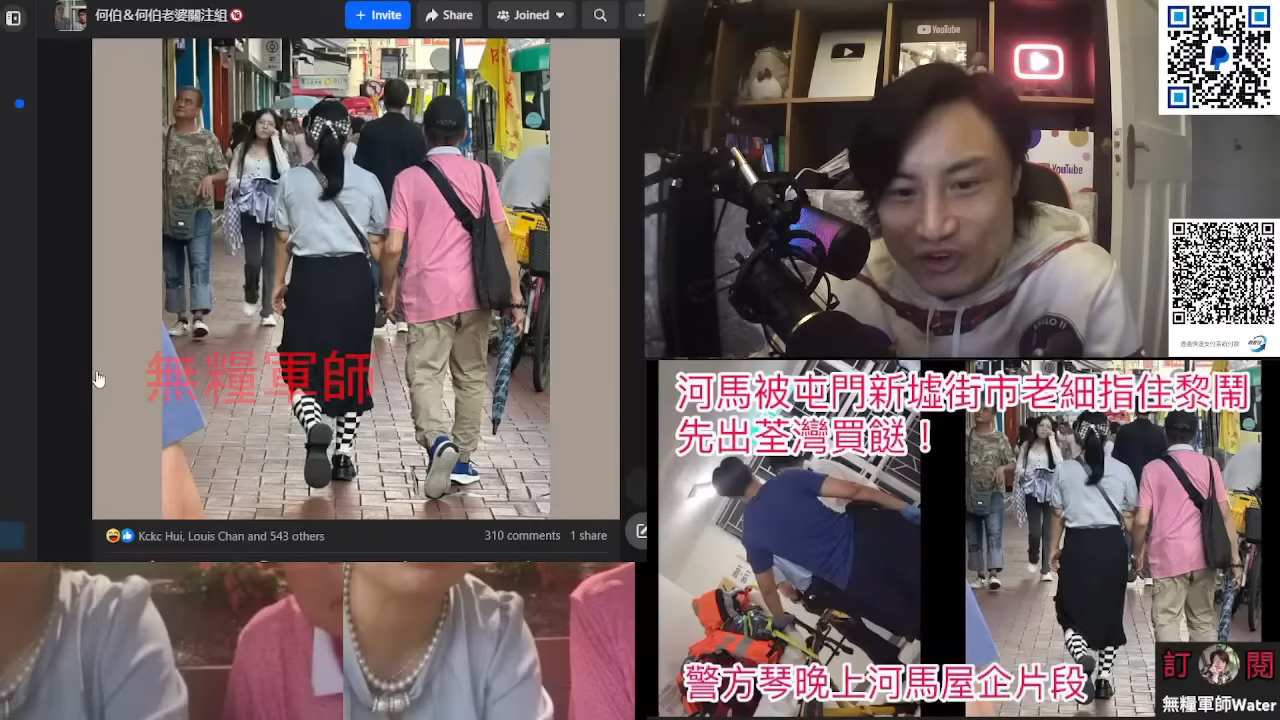 何伯＆何伯老婆關注組🔞
+ Invite
Share
Joined
YouTube
YouTube
無糧軍師
Kckc Hui, Louis Chan and 543 others
310 comments
1 share
河馬被屯門新墟街市老細指住黎鬧
先出荃灣買餸！
警方琴晚上河馬屋企片段
訂閱
無糧軍師Water